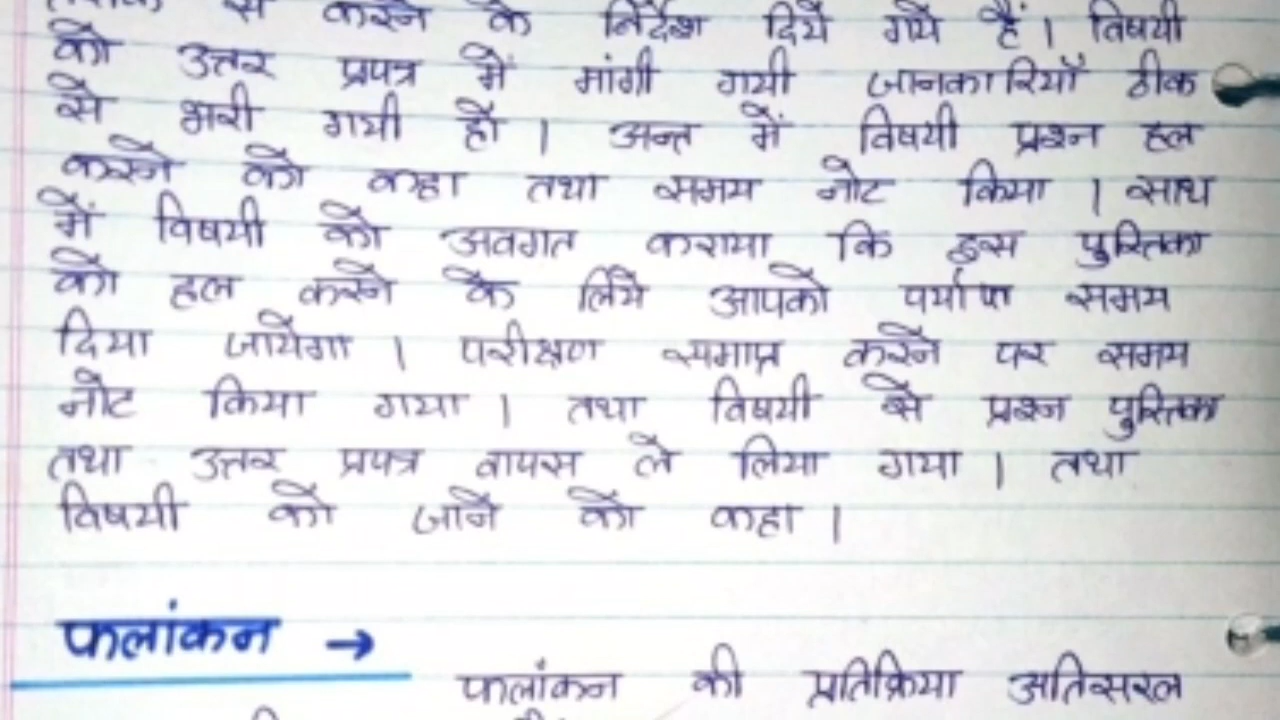 से करने के निर्देश दिये गये हैं। विषयी
को उत्तर प्रपत्र में मांगी गयी जानकारियाँ ठीक
से भरी गयी हो। अन्त में विषयी प्रश्न हल
करने को कहा तथा समय नोट किया। साथ
में विषयी को अवगत कराया कि इस पुस्तिका
को हल करने के लिये आपको पर्याप्त समय
दिया जायेगा। परीक्षण समाप्त करने पर समय
नोट किया गया। तथा विषयी से प्रश्न पुस्तिका
तथा उत्तर प्रपत्र वापस ले लिया गया। तथा
विषयी को जाने को कहा।
फलांकन →
फलांकन की प्रतिक्रिया अतिसरल